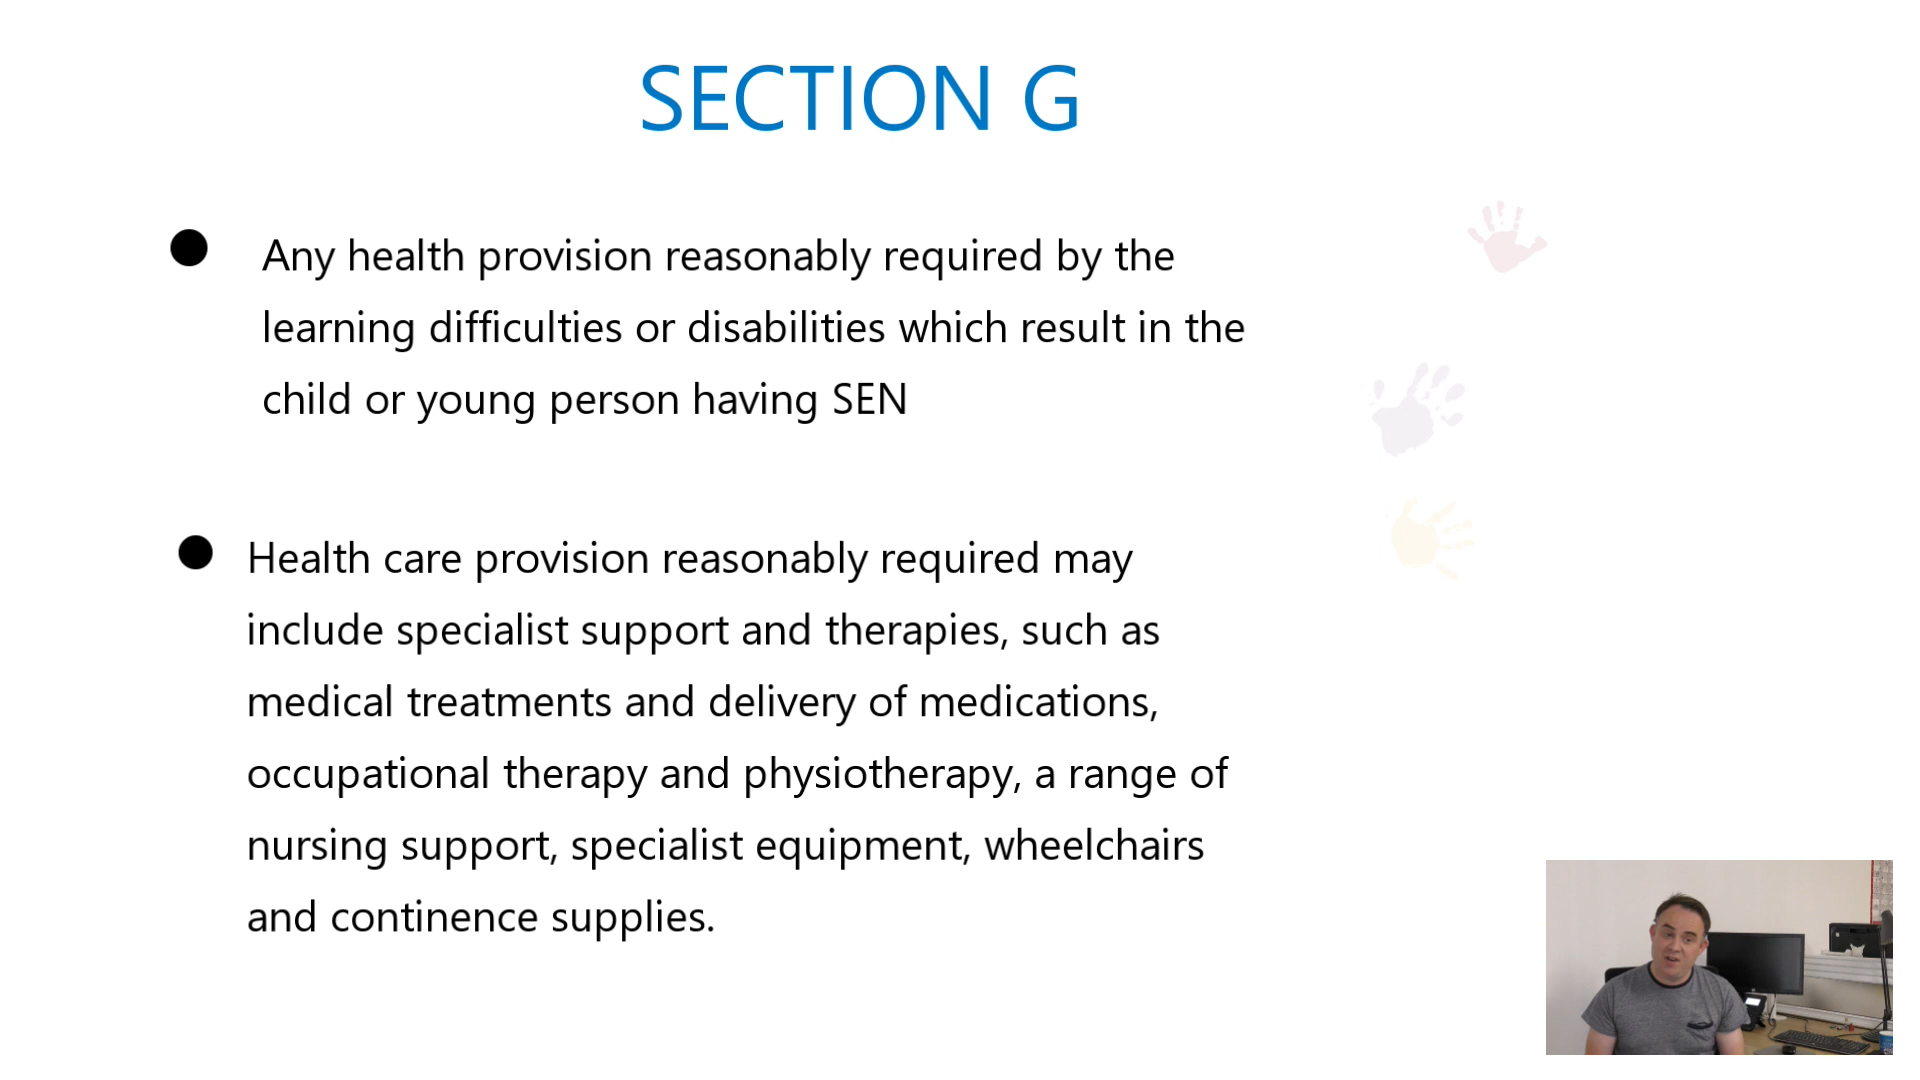 SECTION G
Any health provision reasonably required by the
learning difficulties or disabilities which result in the
child or young person having SEN
Health care provision reasonably required may
include specialist support and therapies, such as
medical treatments and delivery of medications,
occupational therapy and physiotherapy, a range of
nursing support, specialist equipment, wheelchairs
and continence supplies.